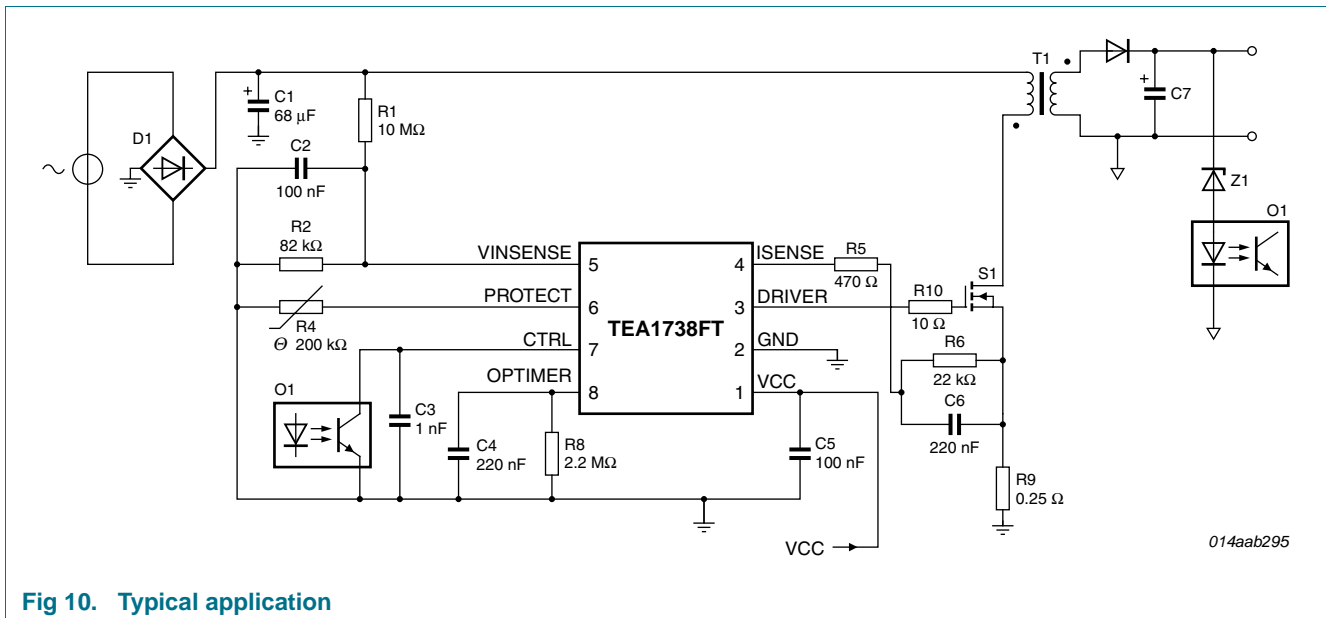 T1
C1
68 μF
+
R1
10 MΩ
+
C7
D1
C2
100 nF
Z1
O1
R2
82 kΩ
VINSENSE
5
4
ISENSE
R5
470 Ω
S1
PROTECT
6
3
DRIVER
R10
10 Ω
R4
Θ 200 kΩ
TEA1738FT
CTRL
7
2
GND
R6
22 kΩ
OPTIMER
8
1
VCC
C6
220 nF
O1
C3
1 nF
C4
220 nF
R8
2.2 MΩ
C5
100 nF
R9
0.25 Ω
VCC
014aab295
Fig 10. Typical application